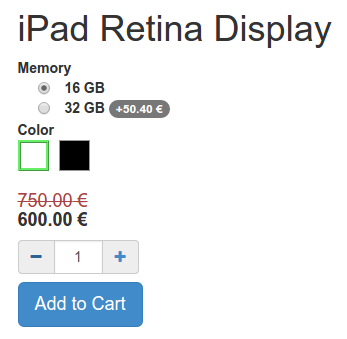 iPad Retina Display
Memory
16 GB
32 GB +50.40 €
Color
750.00 €
600.00 €
− 1 +
Add to Cart